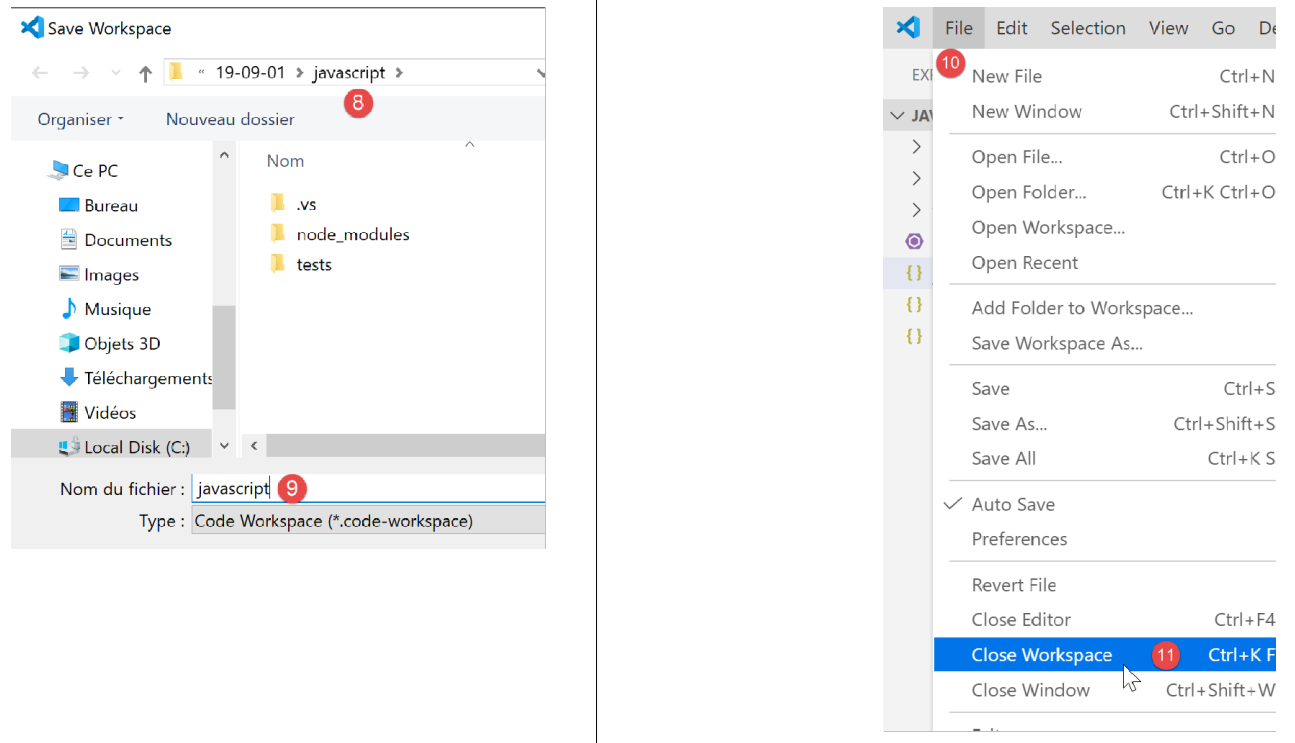 Save Workspace
« 19-09-01 > javascript >
8
Organiser
Nouveau dossier
Ce PC
Bureau
Documents
Images
Musique
Objets 3D
Téléchargements
Vidéos
Local Disk (C:)
Nom
.vs
node_modules
tests
Nom du fichier : javascript 9
Type : Code Workspace (*.code-workspace)
File Edit Selection View Go De
10
EX
JAV
New File Ctrl+N
New Window Ctrl+Shift+N
Open File... Ctrl+O
Open Folder... Ctrl+K Ctrl+O
Open Workspace...
Open Recent
Add Folder to Workspace...
Save Workspace As...
Save Ctrl+S
Save As... Ctrl+Shift+S
Save All Ctrl+K S
Auto Save
Preferences
Revert File
Close Editor Ctrl+F4
Close Workspace 11 Ctrl+K F
Close Window Ctrl+Shift+W